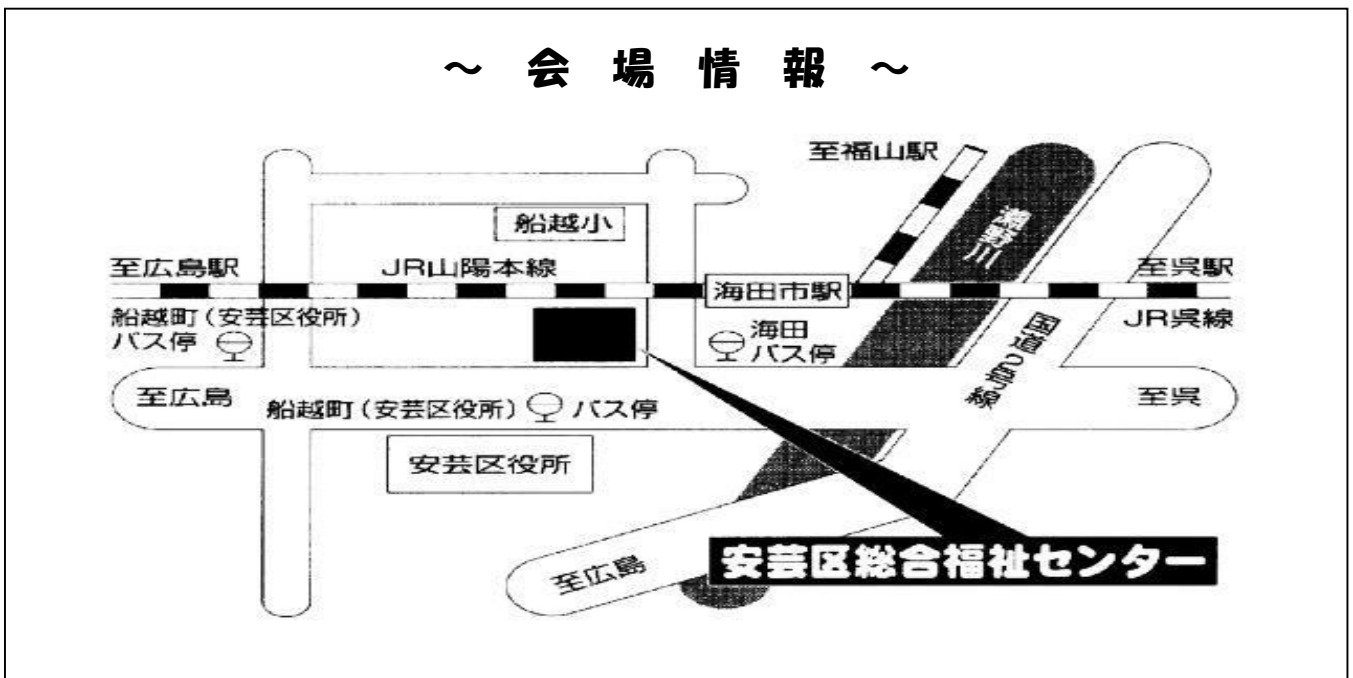 ～ 会 場 情 報 ～
至福山駅
船越小
瀬野川
至広島駅
JR山陽本線
海田市駅
至呉駅
JR呉線
船越町(安芸区役所)
バス停
海田
バス停
国道2号線
至広島
船越町(安芸区役所)
バス停
至呉
安芸区役所
安芸区総合福祉センター
至広島